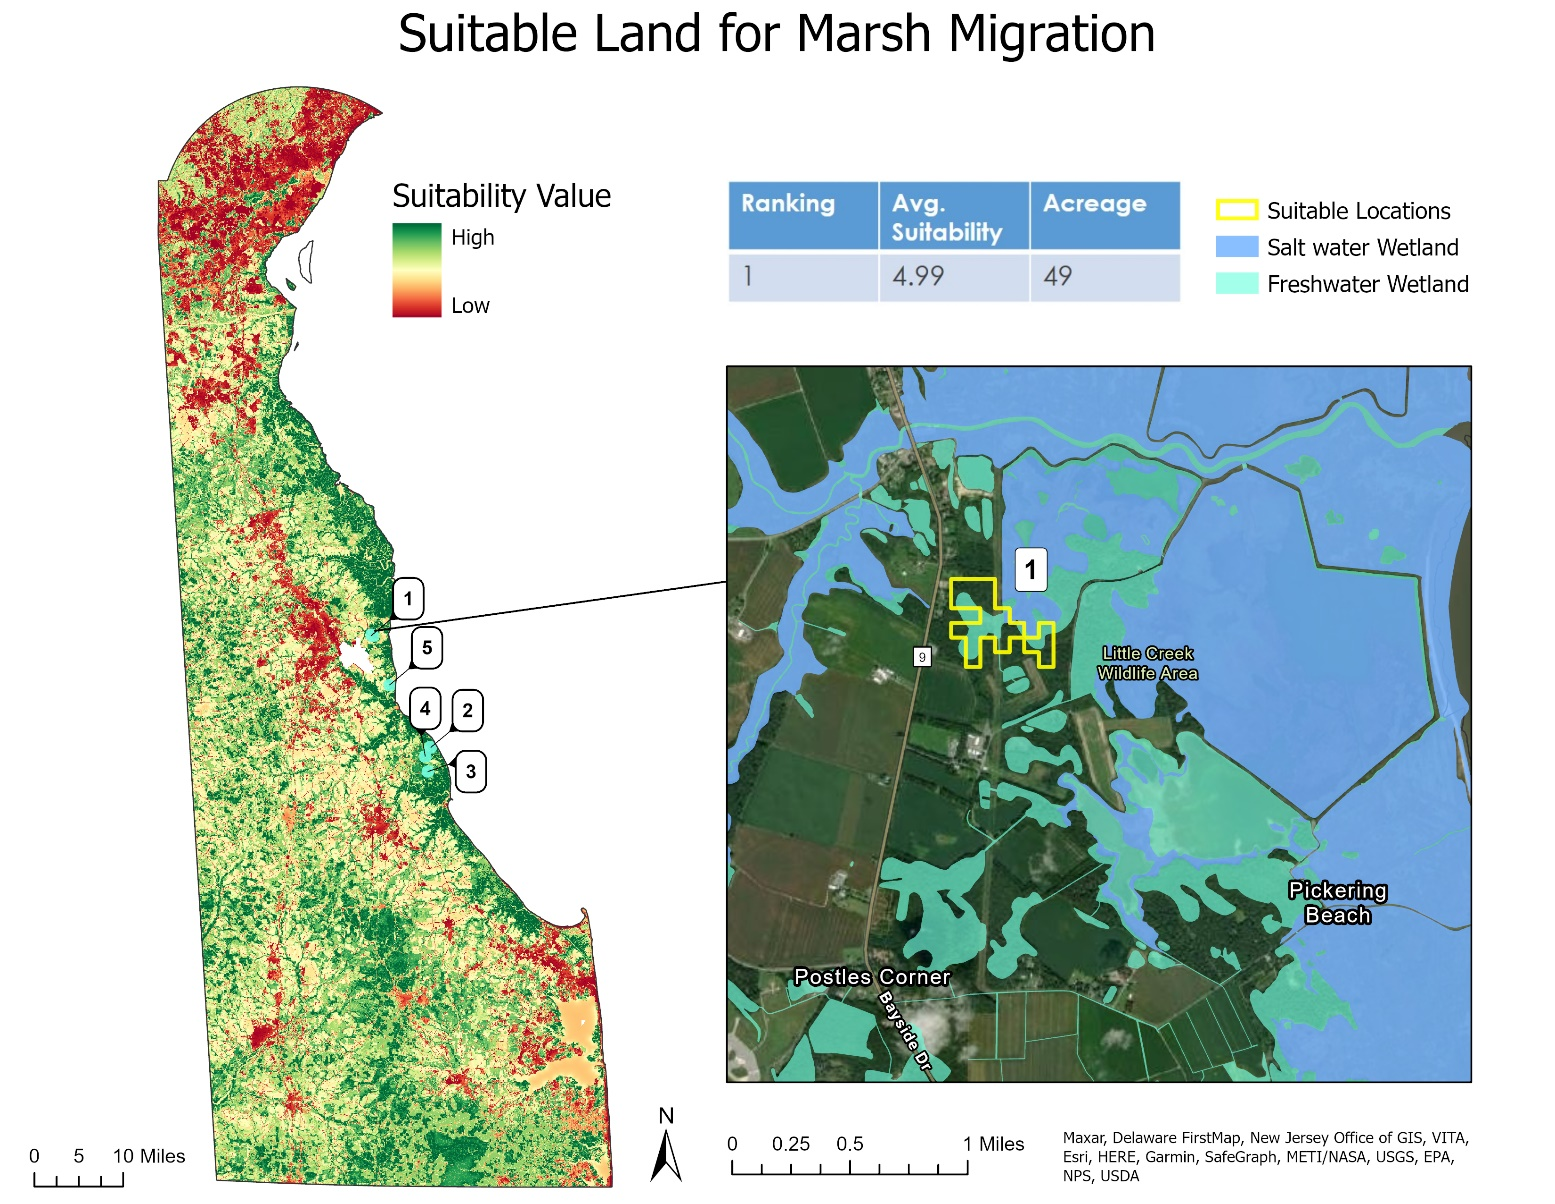 Suitable Land for Marsh Migration
Suitability Value
High
Low
Ranking
Avg.
Suitability
Acreage
1
4.99
49
Suitable Locations
Salt water Wetland
Freshwater Wetland
1
5
4
2
3
1
9
Little Creek
Wildlife Area
Pickering
Beach
Postles Corner
Bayside Dr
N
0 5 10 Miles
0 0.25 0.5 1 Miles
Maxar, Delaware FirstMap, New Jersey Office of GIS, VITA,
Esri, HERE, Garmin, SafeGraph, METI/NASA, USGS, EPA,
NPS, USDA